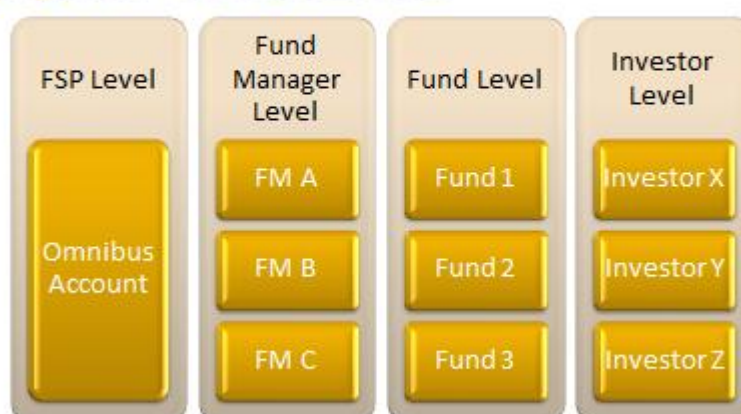 FSP Level
Omnibus
Account
Fund
Manager
Level
FM A
FM B
FM C
Fund Level
Fund 1
Fund 2
Fund 3
Investor
Level
Investor X
Investor Y
Investor Z